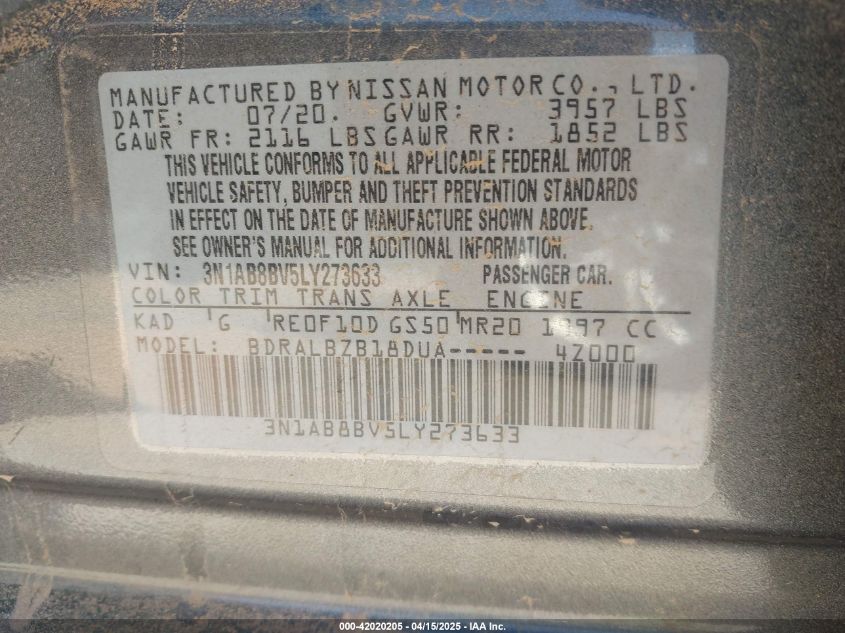 MANUFACTURED BY NISSAN MOTOR CO., LTD.
DATE: 07/20. GVWR: 3957 LBS
GAWR FR: 2116 LBS GAWR RR: 1852 LBS
THIS VEHICLE CONFORMS TO ALL APPLICABLE FEDERAL MOTOR
VEHICLE SAFETY, BUMPER AND THEFT PREVENTION STANDARDS
IN EFFECT ON THE DATE OF MANUFACTURE SHOWN ABOVE.
SEE OWNER'S MANUAL FOR ADDITIONAL INFORMATION.
VIN: 3N1AB8BV5LY273633 PASSENGER CAR.
COLOR TRIM TRANS AXLE ENGINE
KAD G RE0F10D GS50 MR20 1997 CC
MODEL: BDRALBZB18DUA----- 4Z000
3N1AB8BV5LY273633
000-42020205 - 04/15/2025 - IAA Inc.